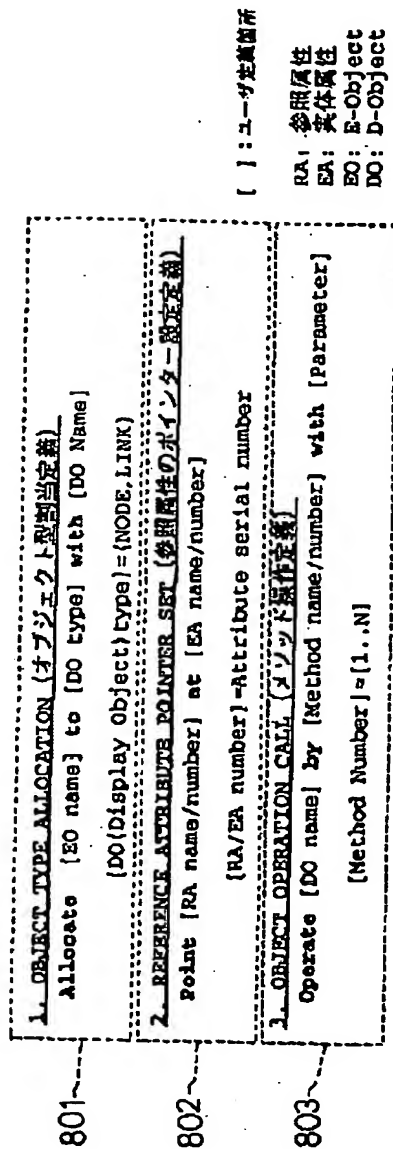 801
1. OBJECT TYPE ALLOCATION (オブジェクト型割当定義)
Allocate [EO name] to [DO type] with [DO Name]
[DO(Display Object)type]={NODE,LINK}
802
2. REFERENCE ATTRIBUTE POINTER SET (参照属性のポインター設定定義)
Point [RA name/number] at [EA name/number]
[RA/EA number]=Attribute serial number
803
3. OBJECT OPERATION CALL (メソッド操作定義)
Operate [DO name] by [Method name/number] with [Parameter]
[Method Number]=[1..N]
[ ]:ユーザ定義箇所
RA: 参照属性
EA: 実体属性
EO: E-Object
DO: D-Object